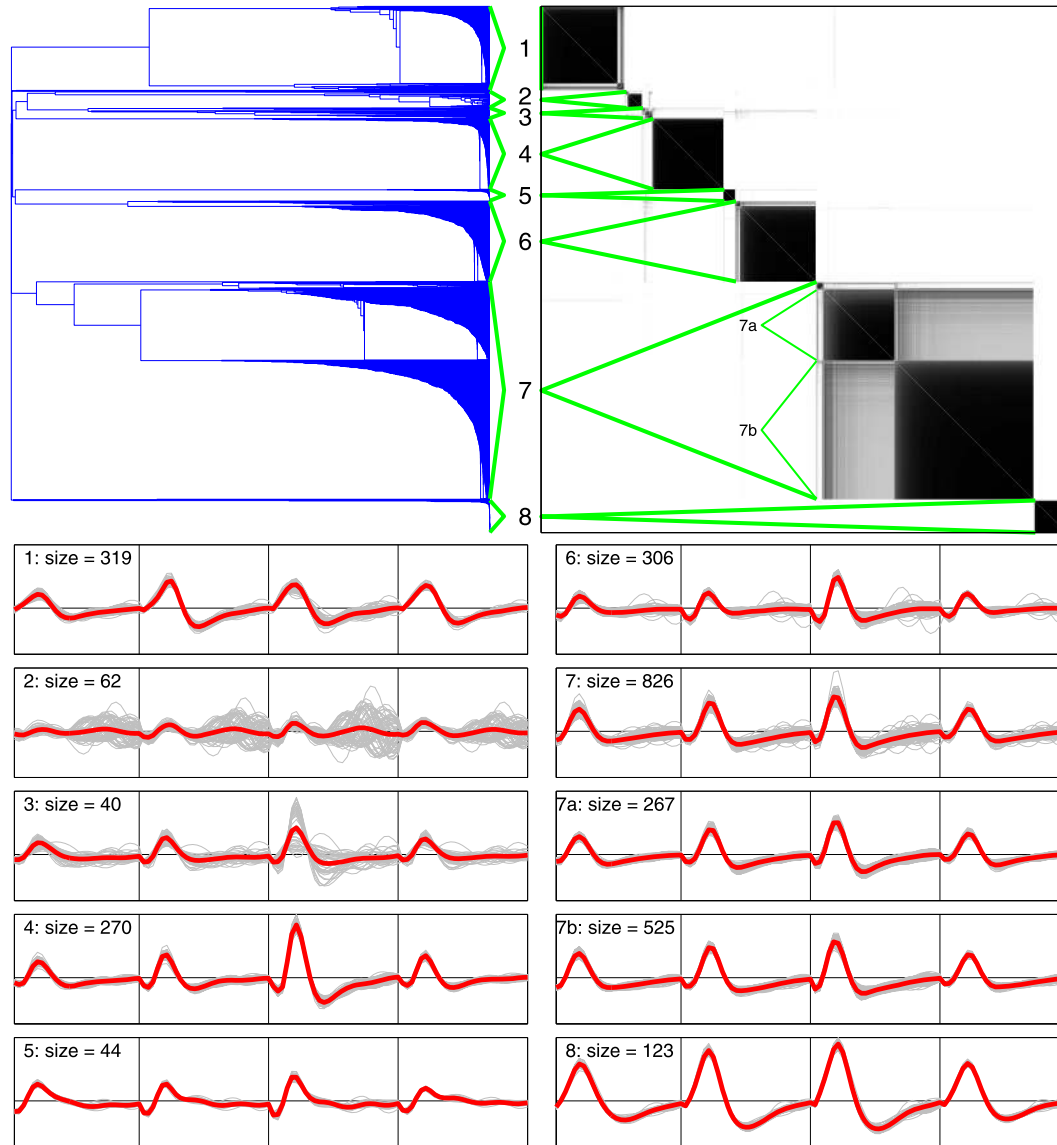 1
2
3
4
5
6
7
8
7a
7b
1: size = 319
2: size = 62
3: size = 40
4: size = 270
5: size = 44
6: size = 306
7: size = 826
7a: size = 267
7b: size = 525
8: size = 123